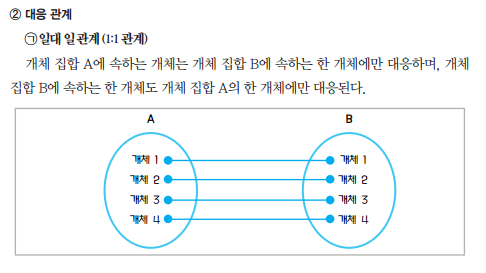 ② 대응 관계
㉠ 일대 일 관계(1:1 관계)
개체 집합 A에 속하는 개체는 개체 집합 B에 속하는 한 개체에만 대응하며, 개체
집합 B에 속하는 한 개체도 개체 집합 A의 한 개체에만 대응된다.
A B
개체 1 개체 1
개체 2 개체 2
개체 3 개체 3
개체 4 개체 4